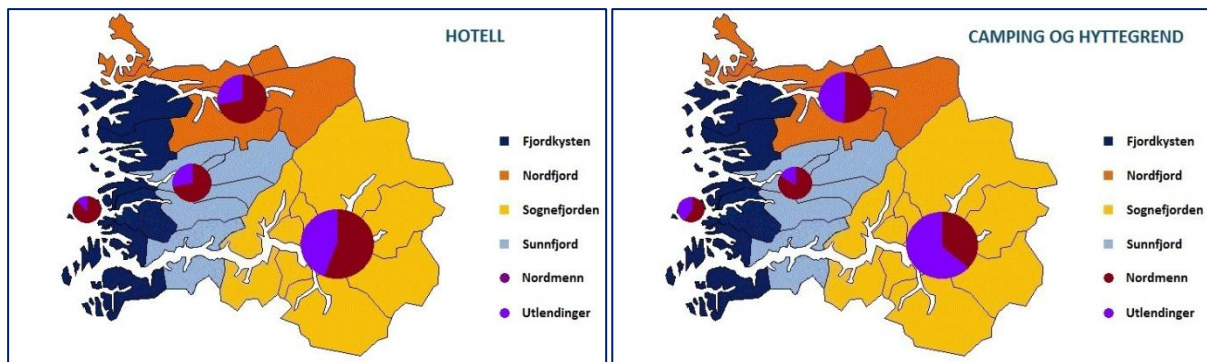 HOTELL
Fjordkysten
Nordfjord
Sognefjorden
Sunnfjord
Nordmenn
Utlendinger
CAMPING OG HYTTEGREND
Fjordkysten
Nordfjord
Sognefjorden
Sunnfjord
Nordmenn
Utlendinger